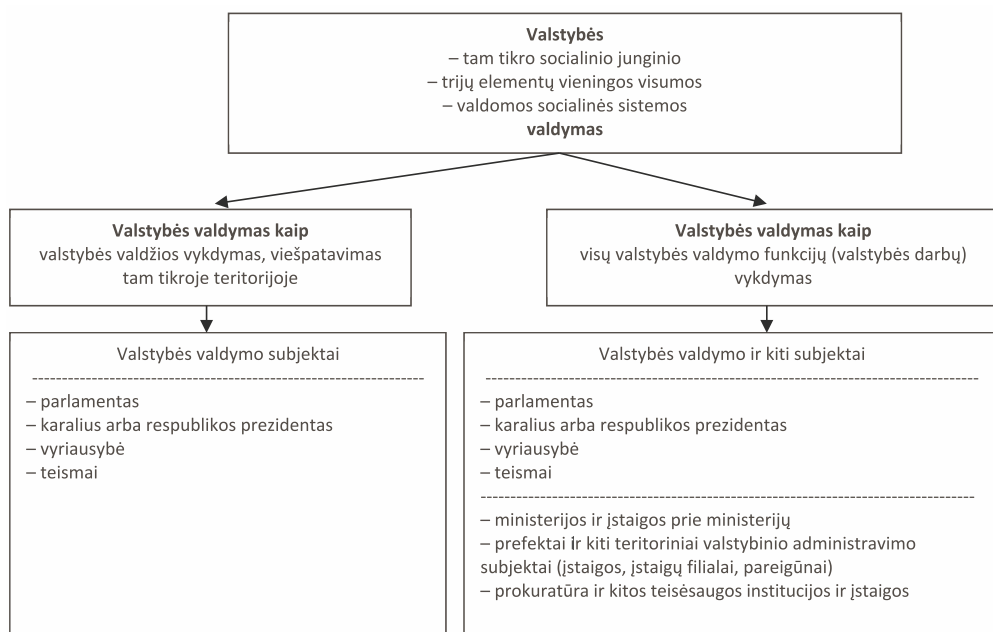 Valstybės
– tam tikro socialinio junginio
– trijų elementų vieningos visumos
– valdomos socialinės sistemos
valdymas
Valstybės valdymas kaip
valstybės valdžios vykdymas, viešpatavimas
tam tikroje teritorijoje
Valstybės valdymo subjektai
– parlamentas
– karalius arba respublikos prezidentas
– vyriausybė
– teismai
Valstybės valdymas kaip
visų valstybės valdymo funkcijų (valstybės darbų)
vykdymas
Valstybės valdymo ir kiti subjektai
– parlamentas
– karalius arba respublikos prezidentas
– vyriausybė
– teismai
– ministerijos ir įstaigos prie ministerijų
– prefektai ir kiti teritoriniai valstybinio administravimo
subjektai (įstaigos, įstaigų filialai, pareigūnai)
– prokuratūra ir kitos teisėsaugos institucijos ir įstaigos